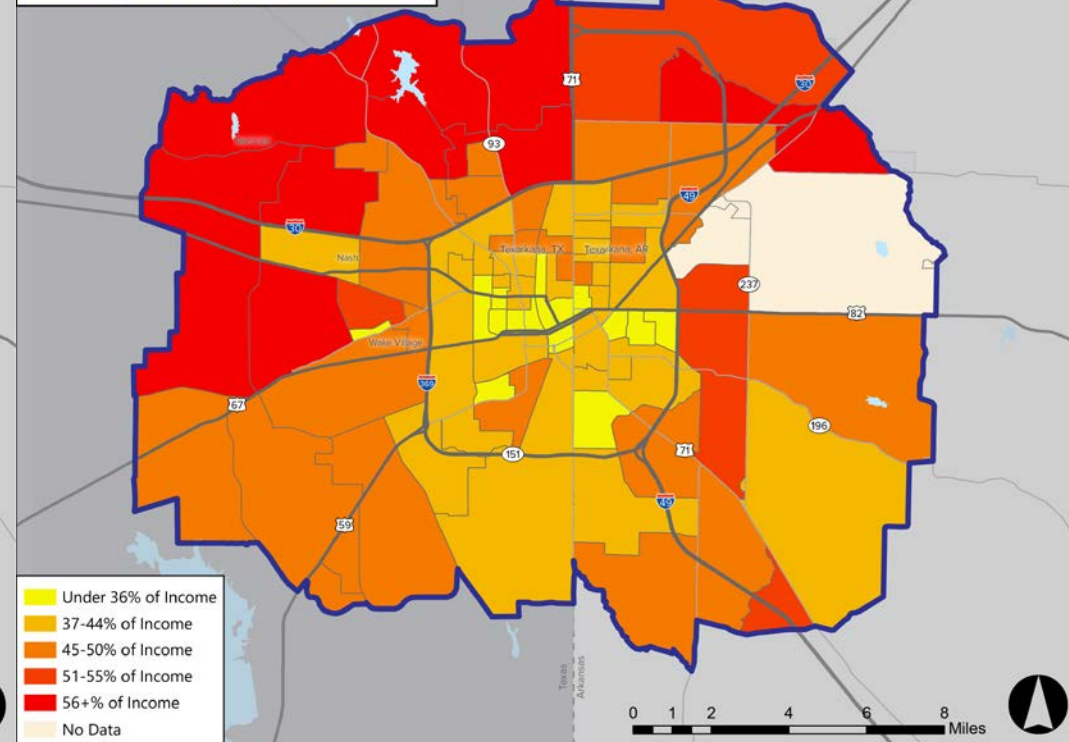 71
30
93
49
30
Texarkana, TX
Texarkana, AR
Nash
237
82
Wake Village
369
67
196
71
151
49
59
Under 36% of Income
37-44% of Income
45-50% of Income
51-55% of Income
56+% of Income
No Data
Texas
Arkansas
0 1 2 4 6 8
Miles